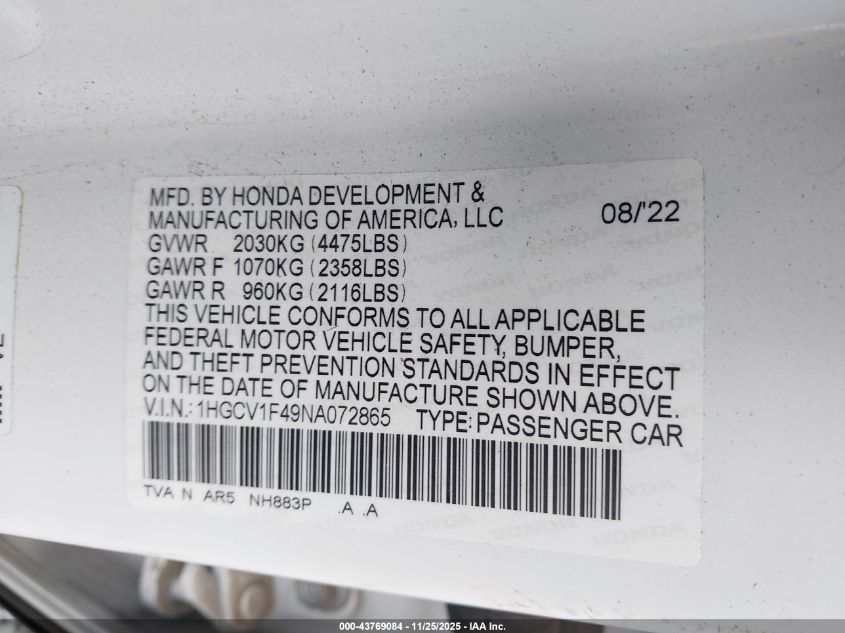 MFD. BY HONDA DEVELOPMENT &
MANUFACTURING OF AMERICA, LLC 08/'22
GVWR 2030KG (4475LBS)
GAWR F 1070KG (2358LBS)
GAWR R 960KG (2116LBS)
THIS VEHICLE CONFORMS TO ALL APPLICABLE
FEDERAL MOTOR VEHICLE SAFETY, BUMPER,
AND THEFT PREVENTION STANDARDS IN EFFECT
ON THE DATE OF MANUFACTURE SHOWN ABOVE.
V.I.N.: 1HGCV1F49NA072865 TYPE: PASSENGER CAR
TVA N AR5 NH883P .A .A
000-43769084 - 11/25/2025 - IAA Inc.